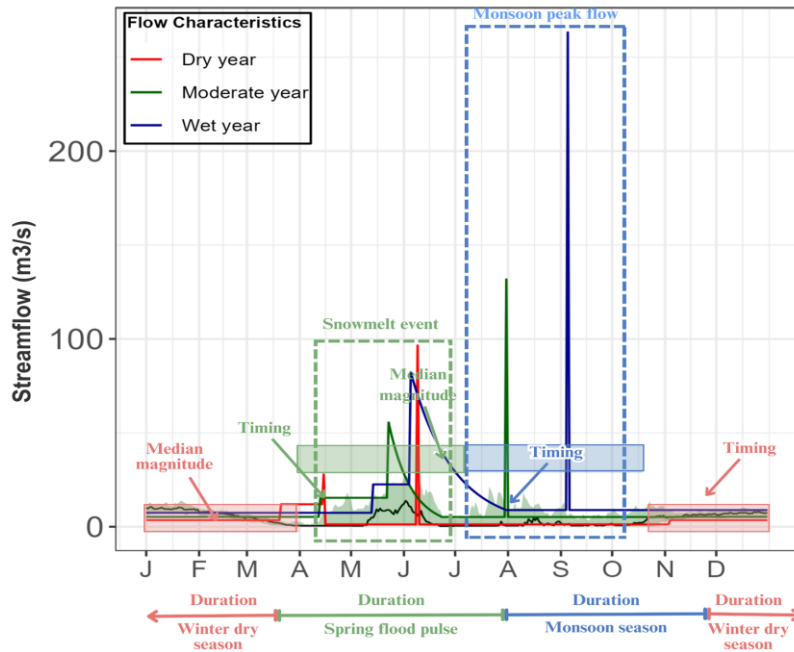 Flow Characteristics
Dry year
Moderate year
Wet year
Monsoon peak flow
Streamflow (m3/s)
200
100
0
Snowmelt event
Median
magnitude
Timing
Median
magnitude
Timing
Timing
J F M A M J J A S O N D
Duration Duration Duration Duration
Winter dry
season
Spring flood pulse
Monsoon season
Winter dry
season